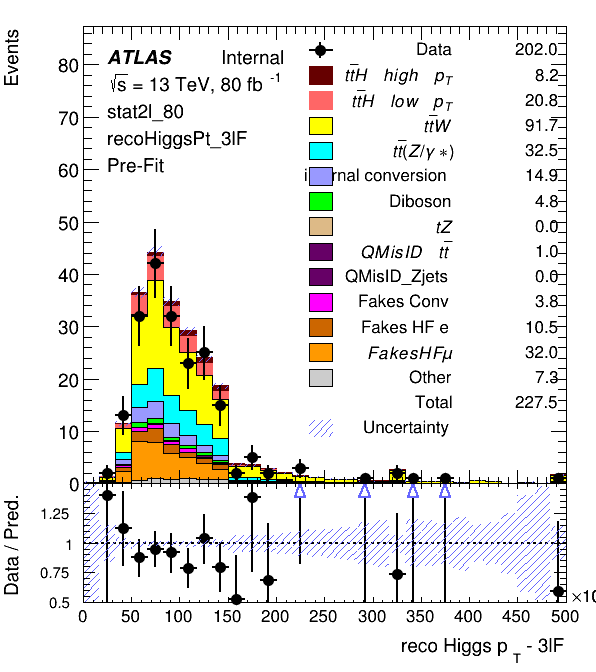 Events
ATLAS Internal
√s = 13 TeV, 80 fb -1
stat2l_80
recoHiggsPt_3lF
Pre-Fit
Data 202.0
tt̄H high p_T 8.2
tt̄H low p_T 20.8
tt̄W 91.7
tt̄(Z/γ∗) 32.5
conversion 14.9
Diboson 4.8
tZ 0.0
QMisID tt̄ 1.0
QMisID_Zjets 0.0
Fakes Conv 3.8
Fakes HF e 10.5
FakesHFμ 32.0
Other 7.3
Total 227.5
Uncertainty
80
70
60
50
40
30
20
10
0
Data / Pred.
1.25
1
0.75
0.5
0 50 100 150 200 250 300 350 400 450 500
×10
reco Higgs p_T - 3lF